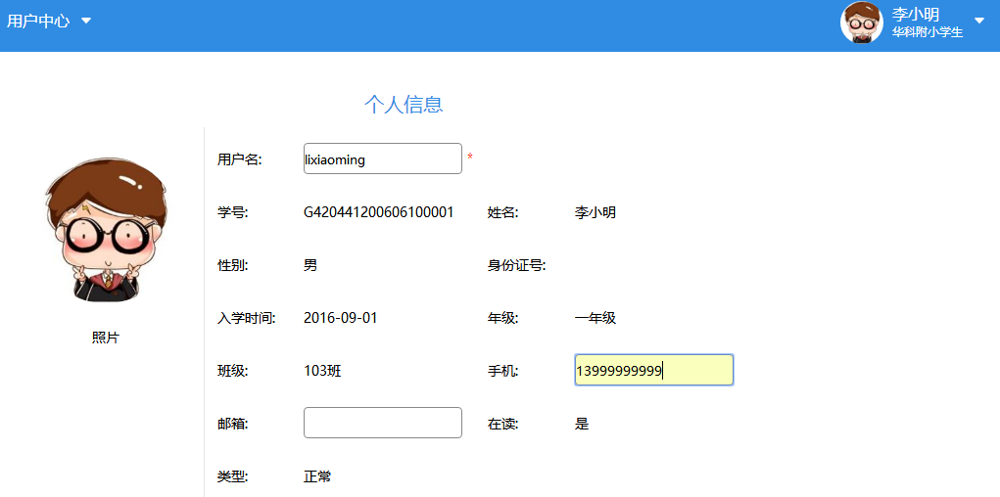 用户中心
李小明
华科附小学生
个人信息
用户名: lixiaoming *
学号: G420441200606100001 姓名: 李小明
性别: 男 身份证号:
入学时间: 2016-09-01 年级: 一年级
照片
班级: 103班 手机: 13999999999
邮箱: 在读: 是
类型: 正常